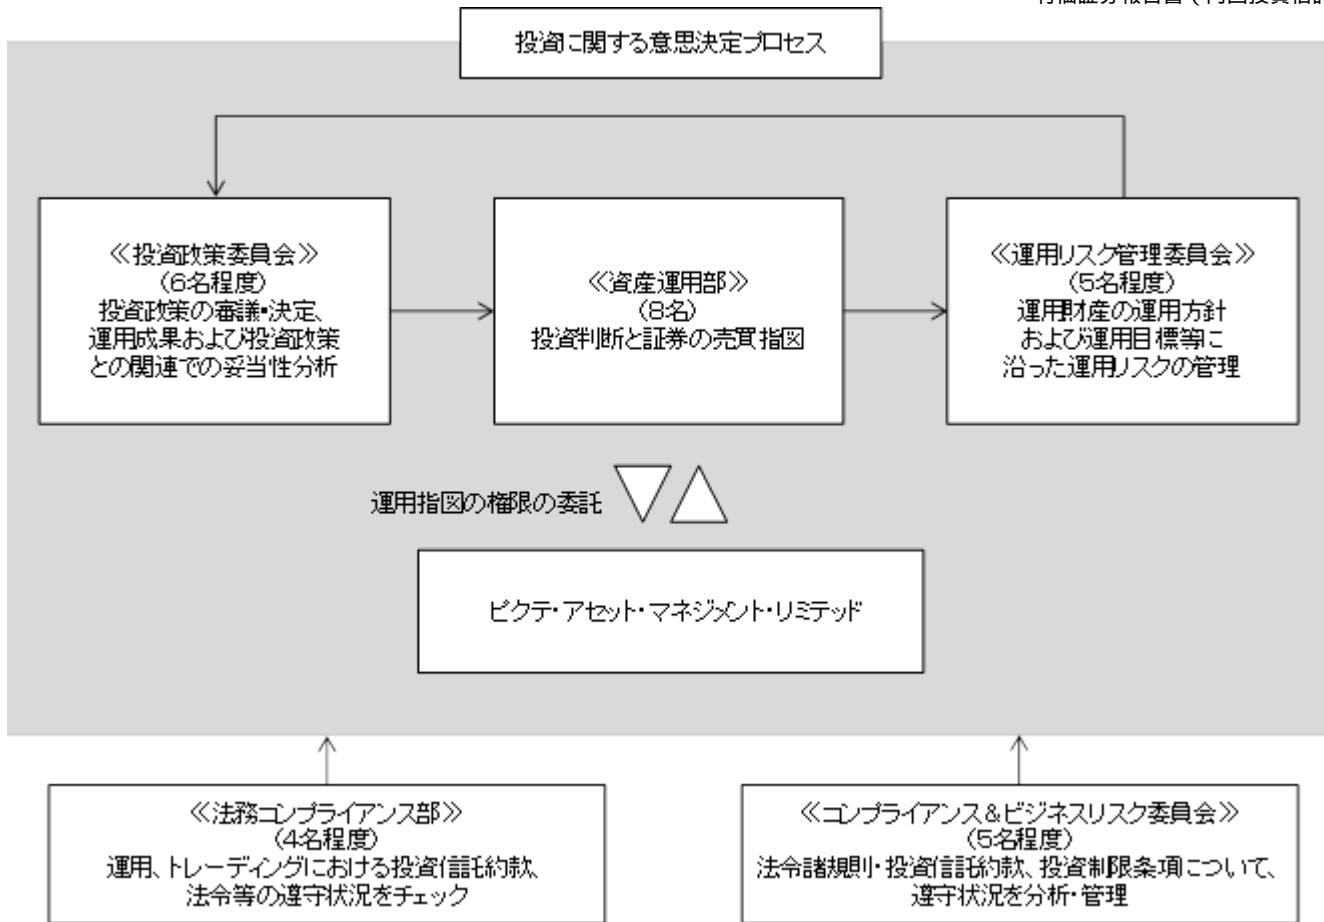 投資に関する意思決定プロセス
≪投資政策委員会≫
(6名程度)
投資政策の審議・決定、
運用成果および投資政策
との関連での妥当性分析
≪資産運用部≫
(8名)
投資判断と証券の売買指図
≪運用リスク管理委員会≫
(5名程度)
運用財産の運用方針
および運用目標等に
沿った運用リスクの管理
運用指図の権限の委託
ピクテ・アセット・マネジメント・リミテッド
≪法務コンプライアンス部≫
(4名程度)
運用、トレーディングにおける投資信託約款、
法令等の遵守状況をチェック
≪コンプライアンス&ビジネスリスク委員会≫
(5名程度)
法令諸規則・投資信託約款、投資制限条項について、
遵守状況を分析・管理